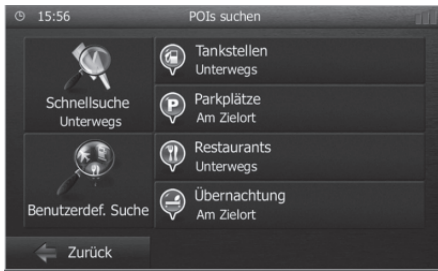 15:56
POIs suchen
Schnellsuche
Unterwegs
Tankstellen
Unterwegs
P
Parkplätze
Am Zielort
Benutzerdef. Suche
Restaurants
Unterwegs
Übernachtung
Am Zielort
Zurück